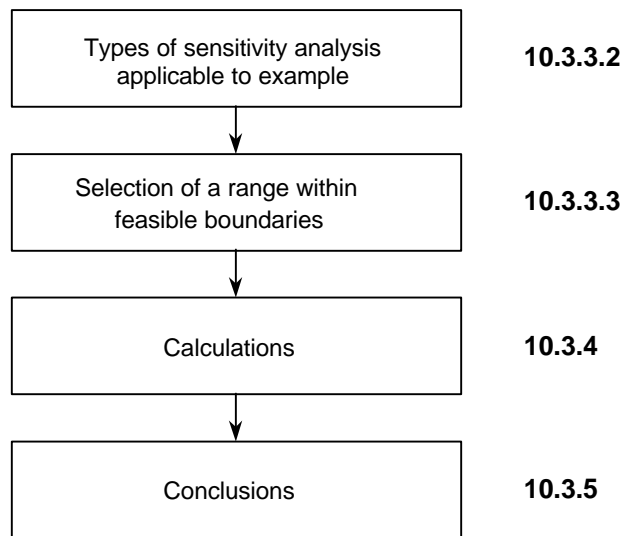 Types of sensitivity analysis
applicable to example
10.3.3.2
Selection of a range within
feasible boundaries
10.3.3.3
Calculations
10.3.4
Conclusions
10.3.5